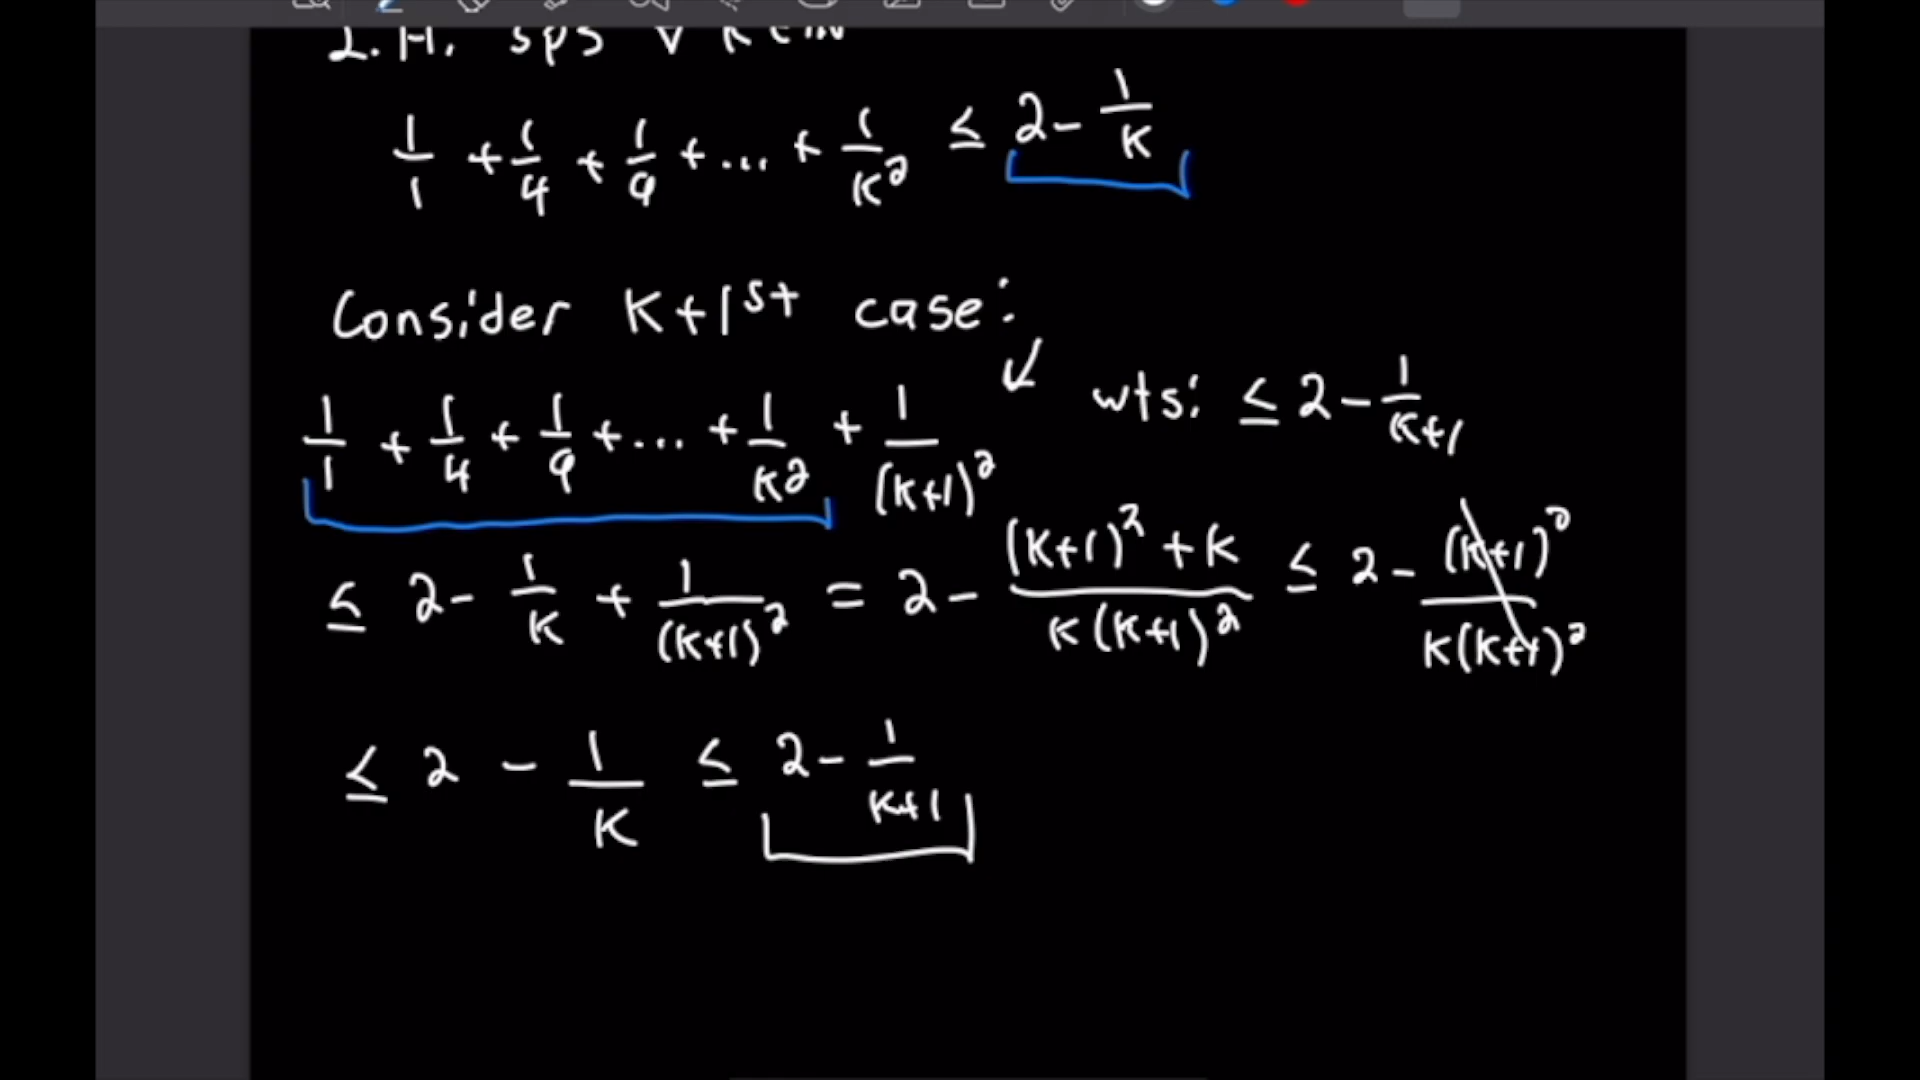 I.H. sps ∀ K ∈ IN
1/1 + 1/4 + 1/9 + ... + 1/K² ≤ 2 - 1/K
Consider K+1st case:
1/1 + 1/4 + 1/9 + ... + 1/K² + 1/(K+1)² ↙ wts: ≤ 2 - 1/(K+1)
≤ 2 - 1/K + 1/(K+1)² = 2 - ((K+1)² + K)/(K(K+1)²) ≤ 2 - (K+1)²/(K(K+1)²)
≤ 2 - 1/K ≤ 2 - 1/(K+1)